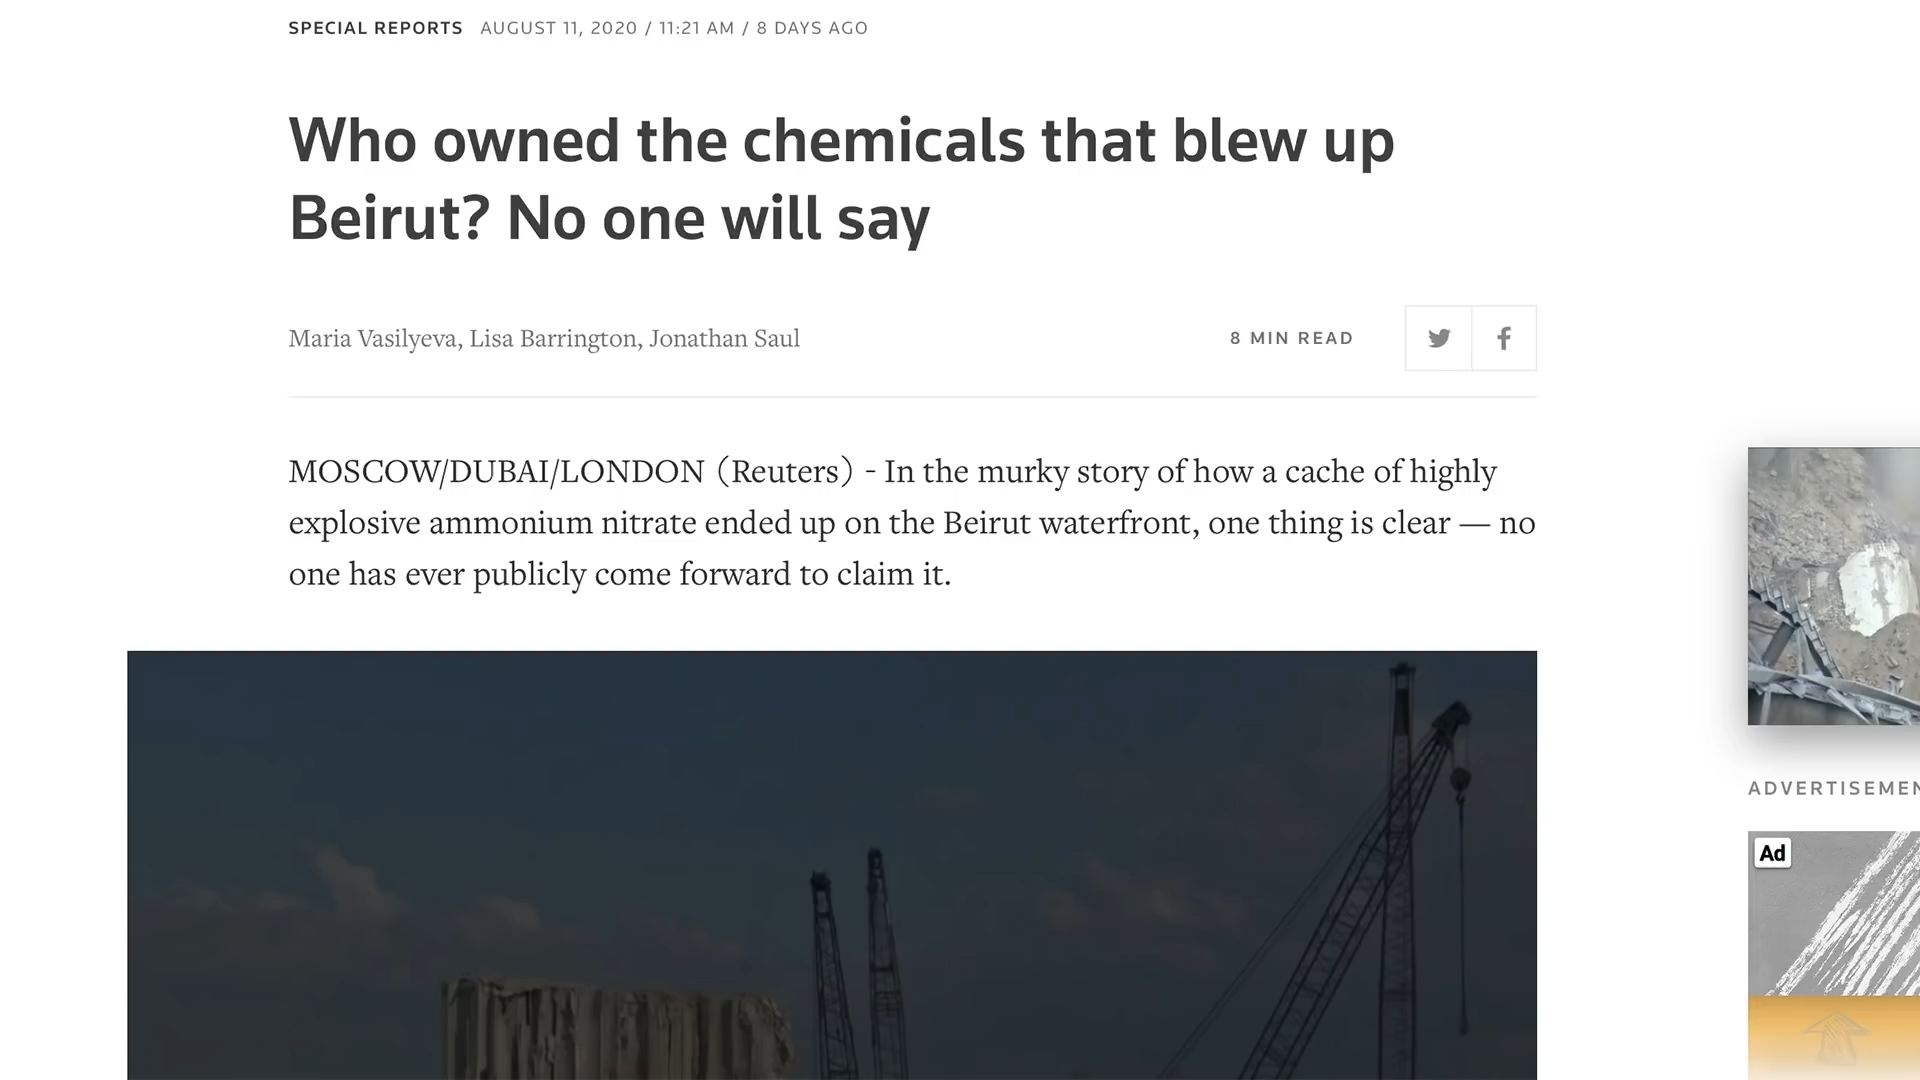 SPECIAL REPORTS AUGUST 11, 2020 / 11:21 AM / 8 DAYS AGO
Who owned the chemicals that blew up
Beirut? No one will say
Maria Vasilyeva, Lisa Barrington, Jonathan Saul
8 MIN READ
MOSCOW/DUBAI/LONDON (Reuters) - In the murky story of how a cache of highly
explosive ammonium nitrate ended up on the Beirut waterfront, one thing is clear — no
one has ever publicly come forward to claim it.
ADVERTISEMEN
Ad